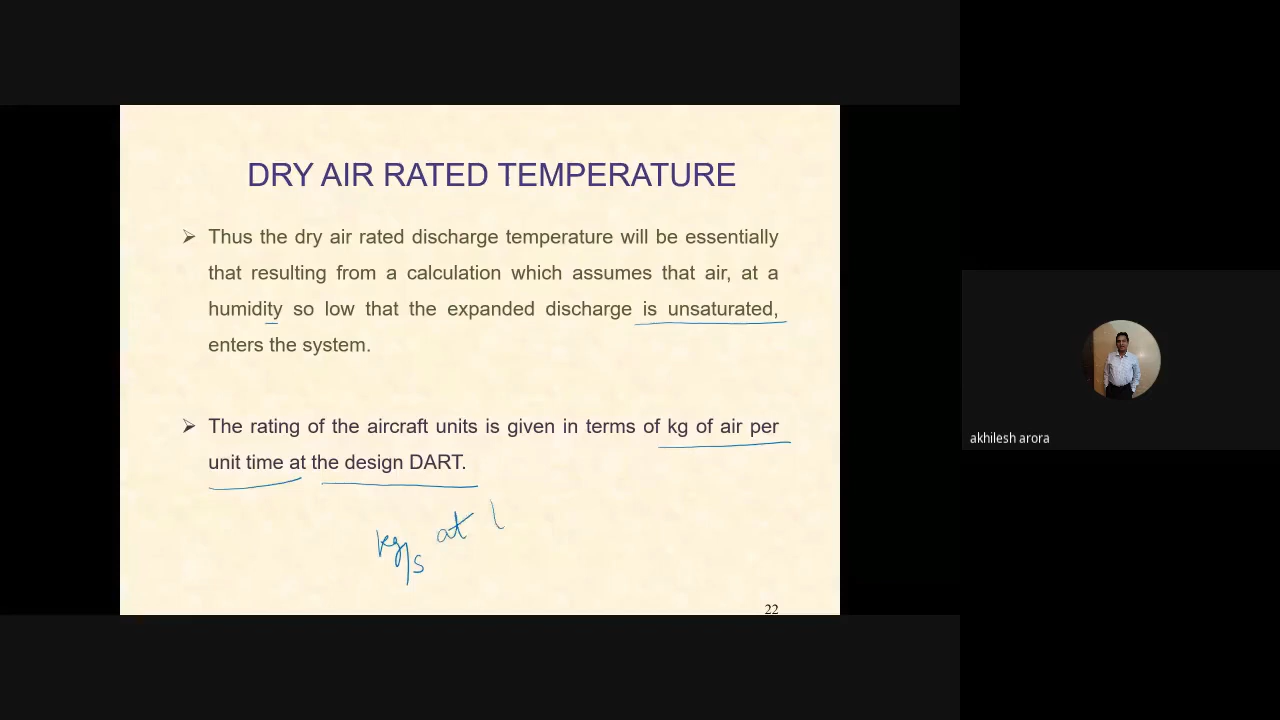 DRY AIR RATED TEMPERATURE
➢ Thus the dry air rated discharge temperature will be essentially
that resulting from a calculation which assumes that air, at a
humidity so low that the expanded discharge is unsaturated,
enters the system.
➢ The rating of the aircraft units is given in terms of kg of air per
unit time at the design DART.
kg/s at
22
akhilesh arora